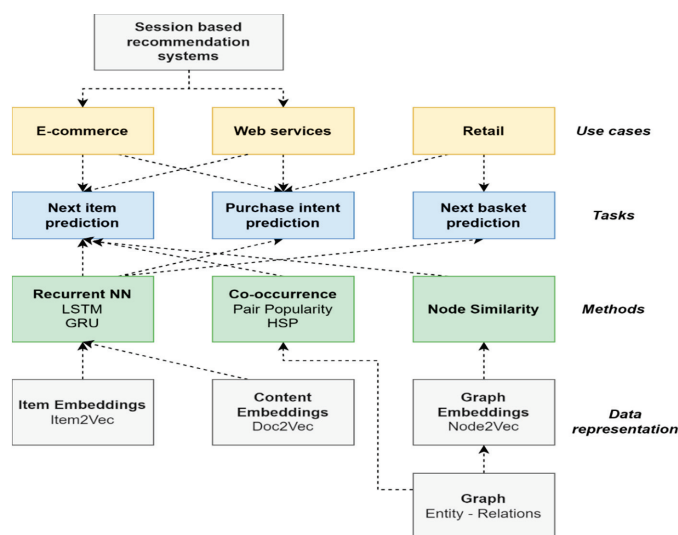 Session based
recommendation
systems
E-commerce
Web services
Retail
Use cases
Next item
prediction
Purchase intent
prediction
Next basket
prediction
Tasks
Recurrent NN
LSTM
GRU
Co-occurrence
Pair Popularity
HSP
Node Similarity
Methods
Item Embeddings
Item2Vec
Content
Embeddings
Doc2Vec
Graph
Embeddings
Node2Vec
Data
representation
Graph
Entity - Relations